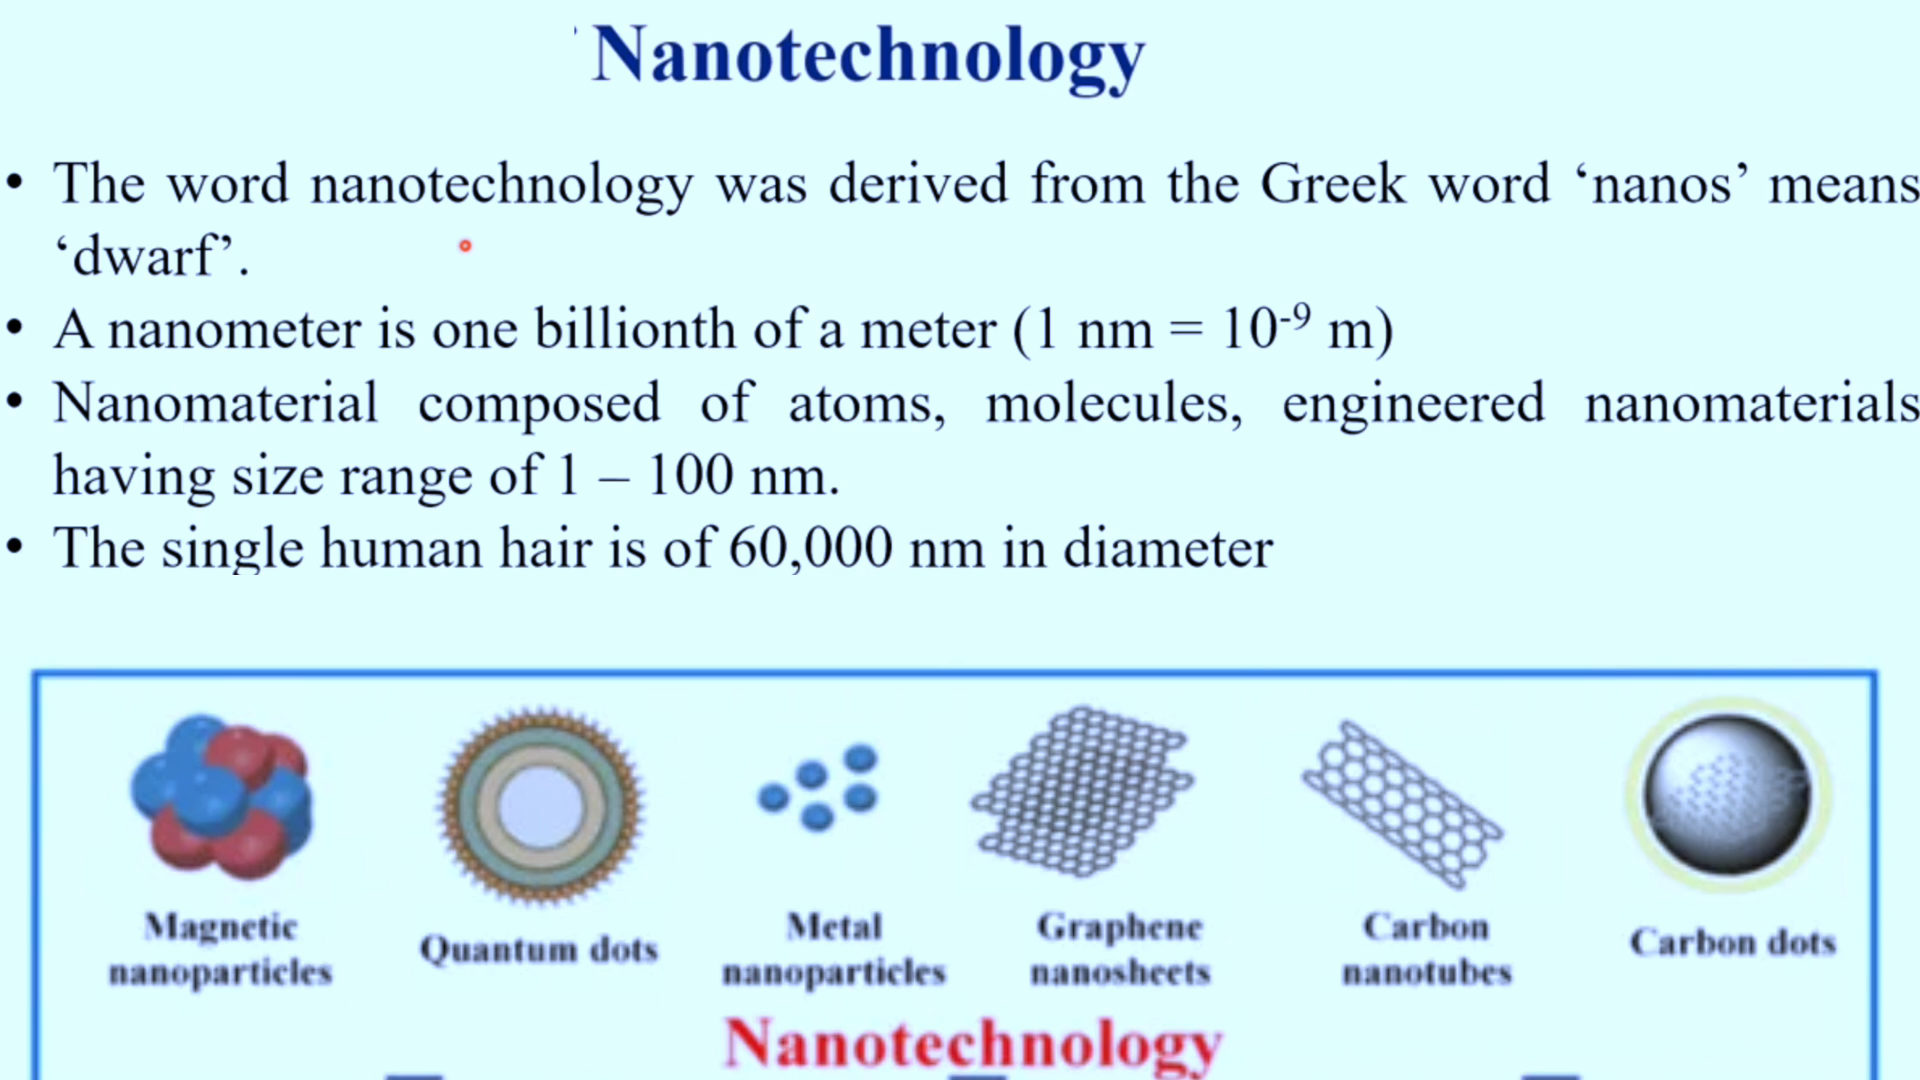 Nanotechnology
• The word nanotechnology was derived from the Greek word ‘nanos’ means
‘dwarf’.
• A nanometer is one billionth of a meter (1 nm = 10⁻⁹ m)
• Nanomaterial composed of atoms, molecules, engineered nanomaterials
having size range of 1 – 100 nm.
• The single human hair is of 60,000 nm in diameter
Magnetic
nanoparticles
Quantum dots
Metal
nanoparticles
Graphene
nanosheets
Carbon
nanotubes
Carbon dots
Nanotechnology